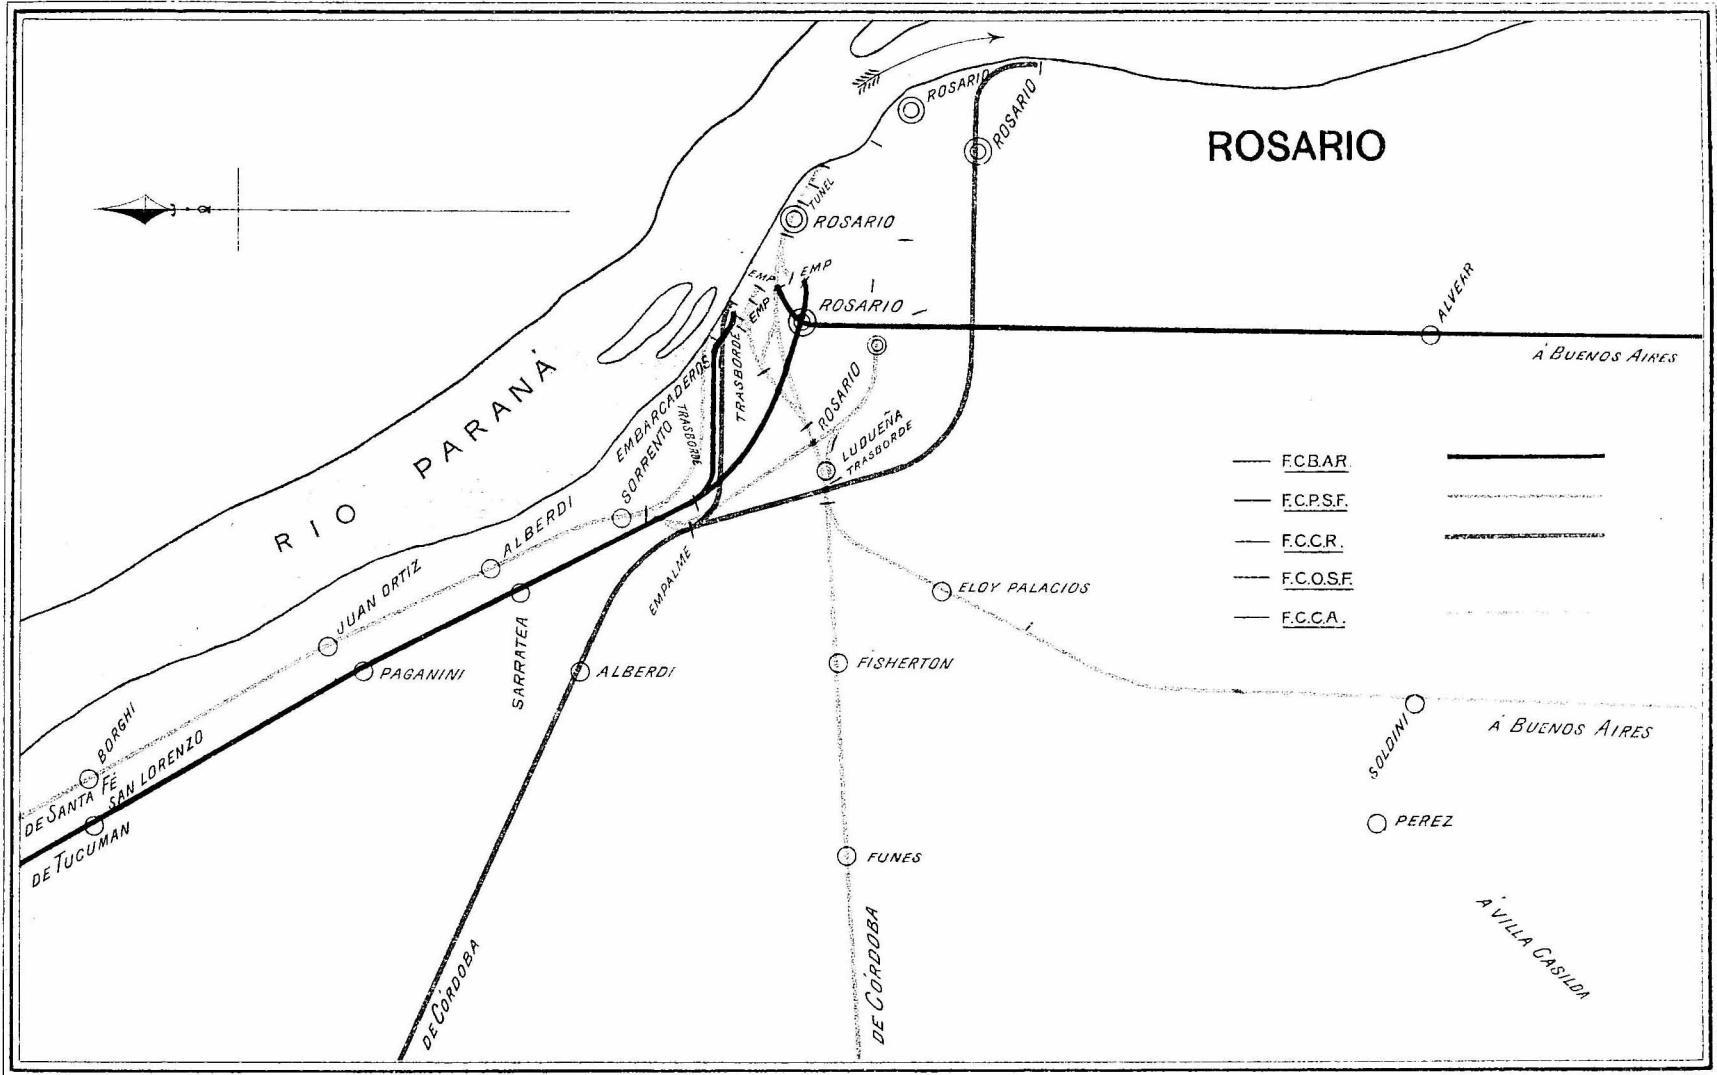 ROSARIO
ROSARIO
ROSARIO
TUNEL
ROSARIO
EMP
EMP
EMP
ROSARIO
ALVEAR
Á BUENOS AIRES
RIO PARANÁ
EMBARCADEROS
TRASBORDE
TRASBORDE
SORRENTO
ROSARIO
LUDUEÑA
TRASBORDE
F.C.B.A.R.
F.C.P.S.F.
F.C.C.R.
F.C.O.S.F.
F.C.C.A.
ALBERDI
JUAN ORTIZ
EMPALME
ELOY PALACIOS
SARRATEA
PAGANINI
ALBERDI
FISHERTON
BORGHI
SAN LORENZO
DE SANTA FÉ
DE TUCUMAN
SOLDINI
Á BUENOS AIRES
PEREZ
FUNES
DE CÓRDOBA
DE CÓRDOBA
Á VILLA CASILDA